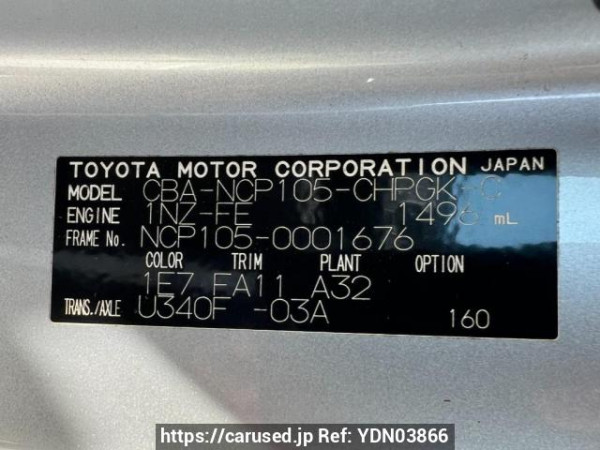 TOYOTA MOTOR CORPORATION JAPAN
MODEL CBA-NCP105-CHPGK-C
ENGINE 1NZ-FE 1496 mL
FRAME No. NCP105-0001676
COLOR TRIM PLANT OPTION
1E7 FA11 A32
TRANS./AXLE U340F -03A 160
https://carused.jp Ref: YDN03866